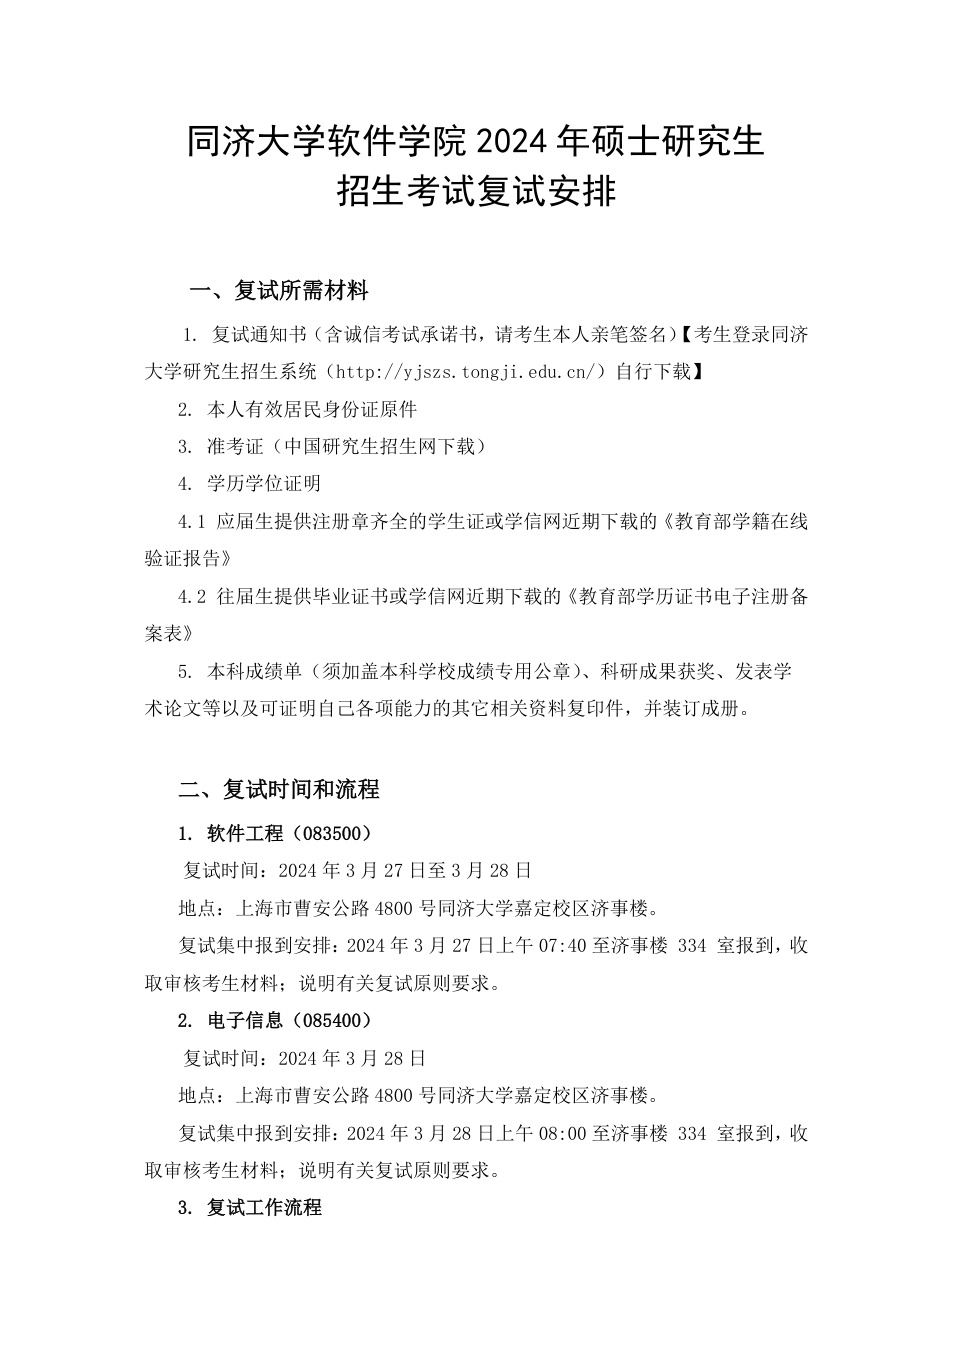 同济大学软件学院 2024 年硕士研究生
招生考试复试安排
一、复试所需材料
1. 复试通知书（含诚信考试承诺书，请考生本人亲笔签名）【考生登录同济
大学研究生招生系统（http://yjszs.tongji.edu.cn/）自行下载】
2. 本人有效居民身份证原件
3. 准考证（中国研究生招生网下载）
4. 学历学位证明
4.1 应届生提供注册章齐全的学生证或学信网近期下载的《教育部学籍在线
验证报告》
4.2 往届生提供毕业证书或学信网近期下载的《教育部学历证书电子注册备
案表》
5. 本科成绩单（须加盖本科学校成绩专用公章）、科研成果获奖、发表学
术论文等以及可证明自己各项能力的其它相关资料复印件，并装订成册。
二、复试时间和流程
1. 软件工程（083500）
复试时间：2024 年 3 月 27 日至 3 月 28 日
地点：上海市曹安公路 4800 号同济大学嘉定校区济事楼。
复试集中报到安排：2024 年 3 月 27 日上午 07:40 至济事楼 334 室报到，收
取审核考生材料；说明有关复试原则要求。
2. 电子信息（085400）
复试时间：2024 年 3 月 28 日
地点：上海市曹安公路 4800 号同济大学嘉定校区济事楼。
复试集中报到安排：2024 年 3 月 28 日上午 08:00 至济事楼 334 室报到，收
取审核考生材料；说明有关复试原则要求。
3. 复试工作流程